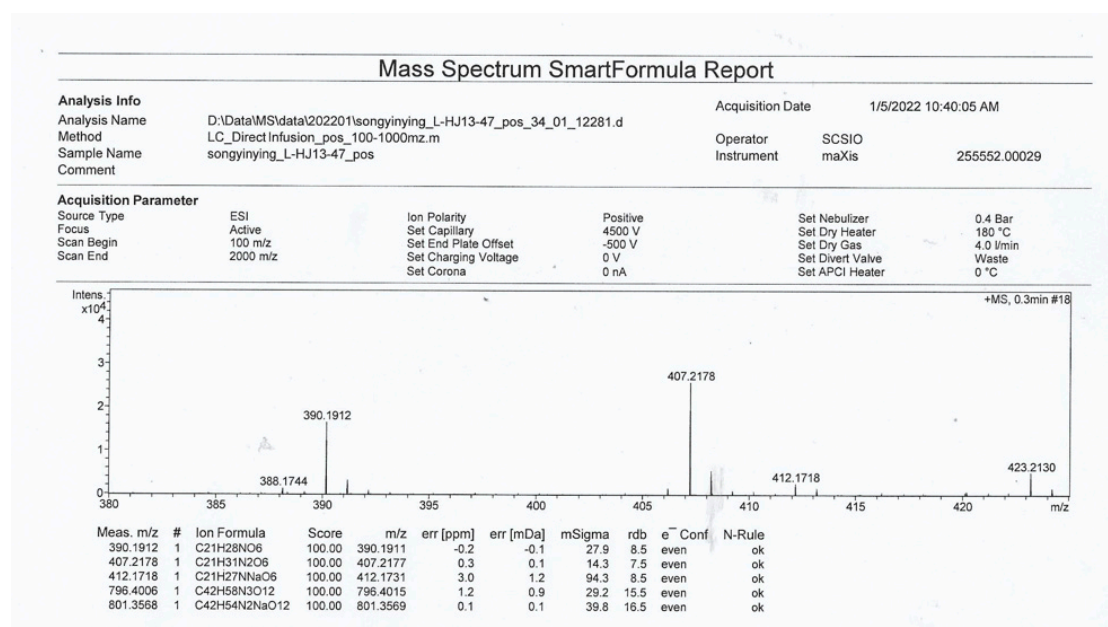 Mass Spectrum SmartFormula Report
Analysis Info
Acquisition Date 1/5/2022 10:40:05 AM
Analysis Name D:\Data\MS\data\202201\songyinying_L-HJ13-47_pos_34_01_12281.d
Method LC_Direct Infusion_pos_100-1000mz.m
Operator SCSIO
Sample Name songyinying_L-HJ13-47_pos
Instrument maXis 255552.00029
Comment
Acquisition Parameter
Source Type ESI Ion Polarity Positive Set Nebulizer 0.4 Bar
Focus Active Set Capillary 4500 V Set Dry Heater 180 °C
Scan Begin 100 m/z Set End Plate Offset -500 V Set Dry Gas 4.0 l/min
Scan End 2000 m/z Set Charging Voltage 0 V Set Divert Valve Waste
Set Corona 0 nA Set APCI Heater 0 °C
Intens. +MS, 0.3min #18
x10⁴
4
3
407.2178
2
390.1912
1
423.2130
388.1744 412.1718
0
380 385 390 395 400 405 410 415 420 m/z
Meas. m/z # Ion Formula Score m/z err [ppm] err [mDa] mSigma rdb e⁻ Conf N-Rule
390.1912 1 C21H28NO6 100.00 390.1911 -0.2 -0.1 27.9 8.5 even ok
407.2178 1 C21H31N2O6 100.00 407.2177 0.3 0.1 14.3 7.5 even ok
412.1718 1 C21H27NNaO6 100.00 412.1731 3.0 1.2 94.3 8.5 even ok
796.4006 1 C42H58N3O12 100.00 796.4015 1.2 0.9 29.2 15.5 even ok
801.3568 1 C42H54N2NaO12 100.00 801.3569 0.1 0.1 39.8 16.5 even ok